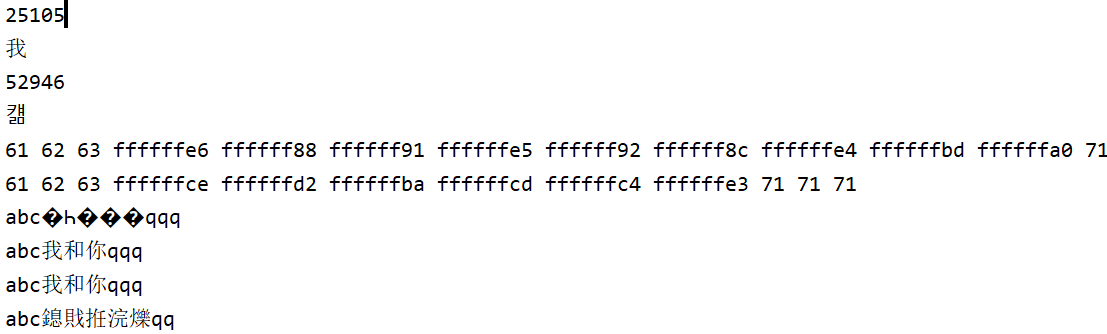 25105
我
52946
캢
61 62 63 ffffffe6 ffffff88 ffffff91 ffffffe5 ffffff92 ffffff8c ffffffe4 ffffffbd ffffffa0 71
61 62 63 ffffffce ffffffd2 ffffffba ffffffcd ffffffc4 ffffffe3 71 71 71
abc�Һ���qqq
abc我和你qqq
abc我和你qqq
abc鎴戝拰浣爍qq